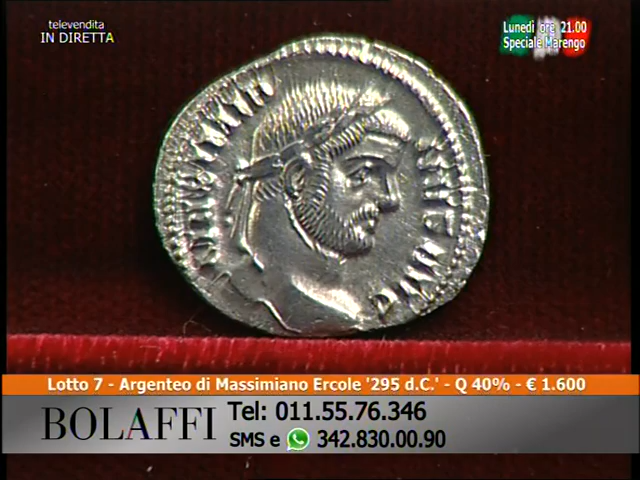 televendita
IN DIRETTA
Lunedì ore 21.00
Speciale Marengo
Lotto 7 - Argenteo di Massimiano Ercole '295 d.C.' - Q 40% - € 1.600
BOLAFFI
Tel: 011.55.76.346
SMS e 342.830.00.90